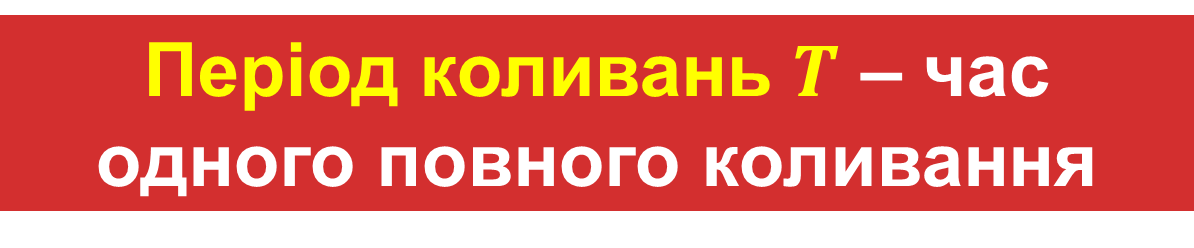 Період коливань T – час
одного повного коливання